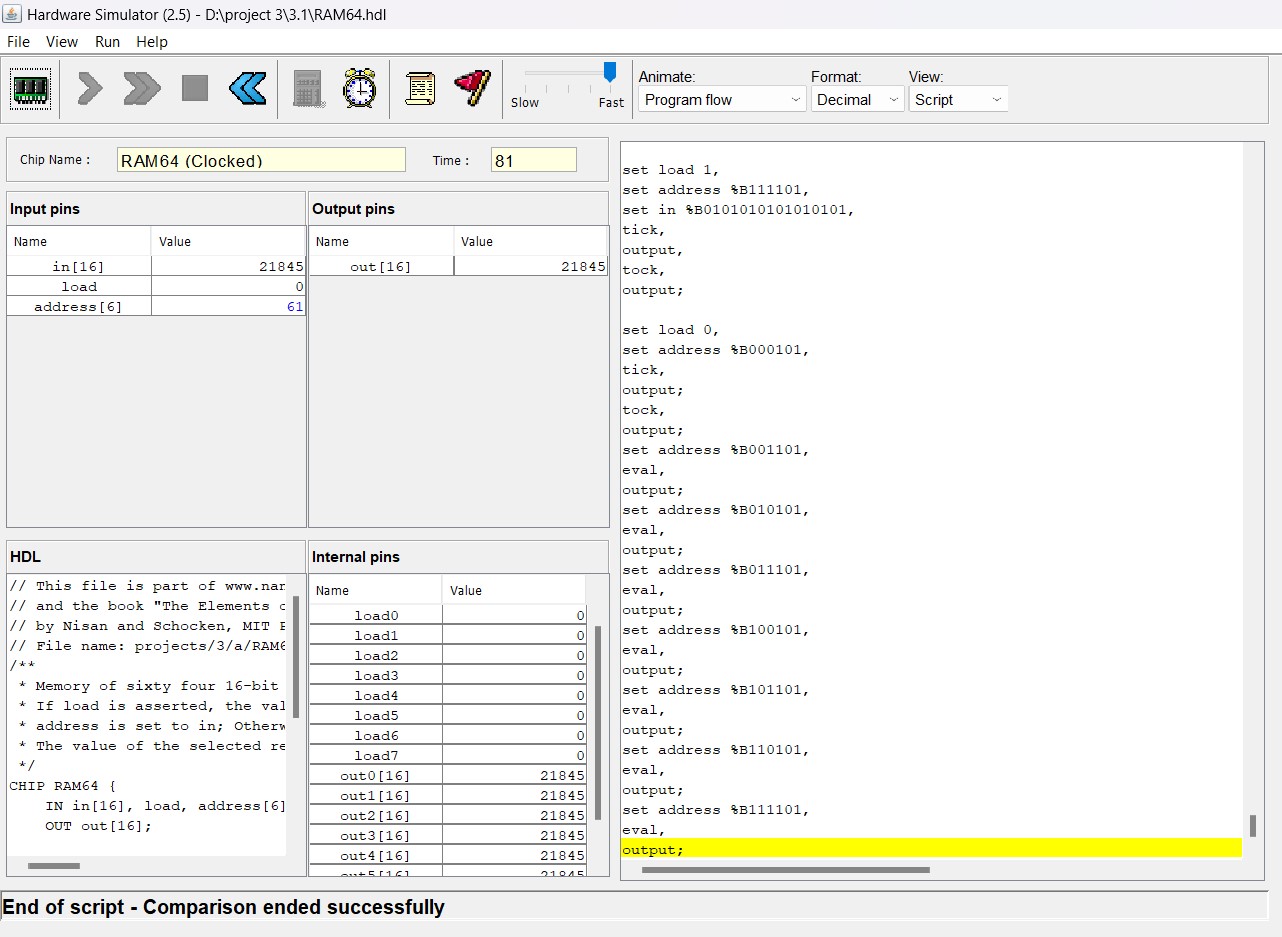 Hardware Simulator (2.5) - D:\project 3\3.1\RAM64.hdl
File View Run Help
Slow Fast
Animate: Format: View:
Program flow Decimal Script
Chip Name : RAM64 (Clocked) Time : 81
Input pins
Name Value
in[16] 21845
load 0
address[6] 61
Output pins
Name Value
out[16] 21845
HDL
// This file is part of www.nan
// and the book "The Elements o
// by Nisan and Schocken, MIT P
// File name: projects/3/a/RAM6
/**
* Memory of sixty four 16-bit
* If load is asserted, the val
* address is set to in; Otherw
* The value of the selected re
*/
CHIP RAM64 {
IN in[16], load, address[6]
OUT out[16];
Internal pins
Name Value
load0 0
load1 0
load2 0
load3 0
load4 0
load5 0
load6 0
load7 0
out0[16] 21845
out1[16] 21845
out2[16] 21845
out3[16] 21845
out4[16] 21845
out5[16] 21845
set load 1,
set address %B111101,
set in %B0101010101010101,
tick,
output,
tock,
output;
set load 0,
set address %B000101,
tick,
output;
tock,
output;
set address %B001101,
eval,
output;
set address %B010101,
eval,
output;
set address %B011101,
eval,
output;
set address %B100101,
eval,
output;
set address %B101101,
eval,
output;
set address %B110101,
eval,
output;
set address %B111101,
eval,
output;
End of script - Comparison ended successfully